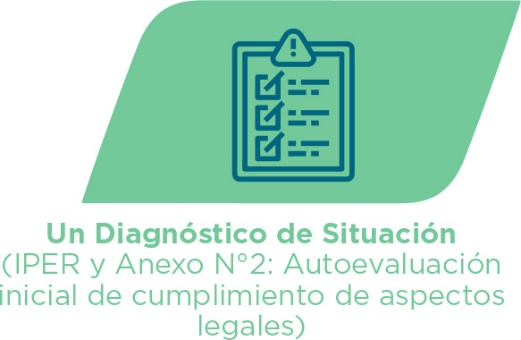 Un Diagnóstico de Situación
(IPER y Anexo N°2: Autoevaluación
inicial de cumplimiento de aspectos
legales)